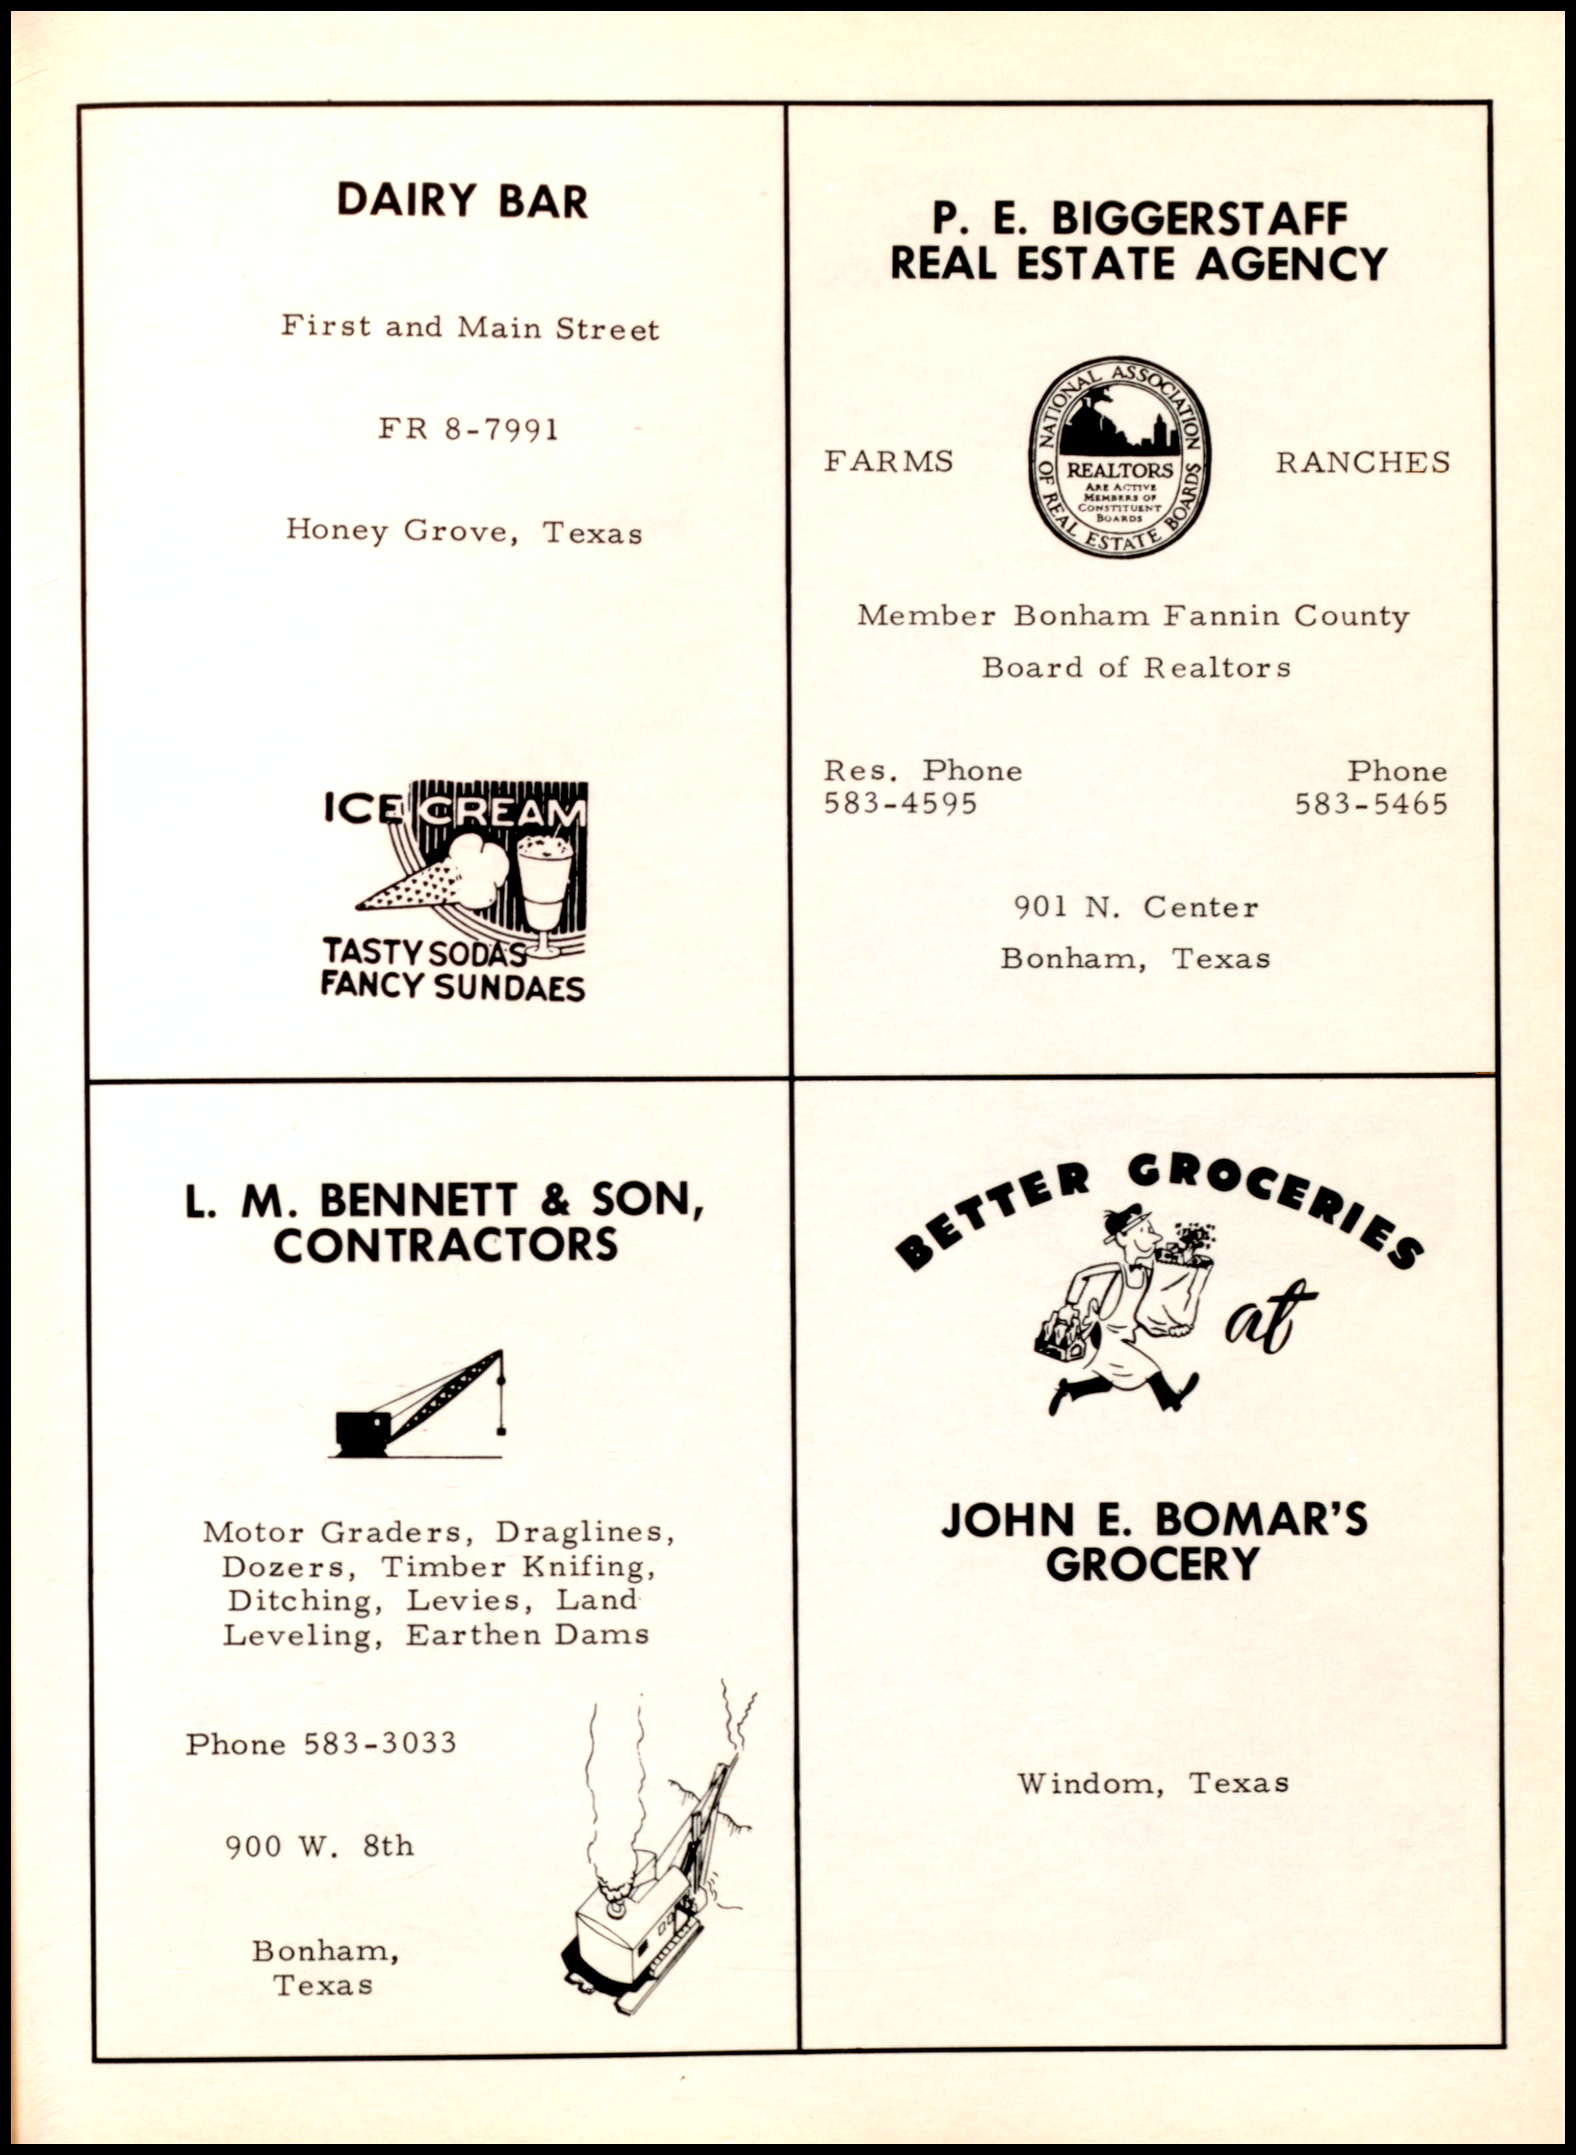 DAIRY BAR
First and Main Street
FR 8-7991
Honey Grove, Texas
ICE CREAM
TASTY SODAS
FANCY SUNDAES
P. E. BIGGERSTAFF
REAL ESTATE AGENCY
FARMS
NATIONAL ASSOCIATION
OF REAL ESTATE BOARDS
REALTORS
ARE ACTIVE
MEMBERS OF
CONSTITUENT
BOARDS
RANCHES
Member Bonham Fannin County
Board of Realtors
Res. Phone
583-4595
Phone
583-5465
901 N. Center
Bonham, Texas
L. M. BENNETT & SON,
CONTRACTORS
Motor Graders, Draglines,
Dozers, Timber Knifing,
Ditching, Levies, Land
Leveling, Earthen Dams
Phone 583-3033
900 W. 8th
Bonham,
Texas
BETTER GROCERIES
at
JOHN E. BOMAR'S
GROCERY
Windom, Texas